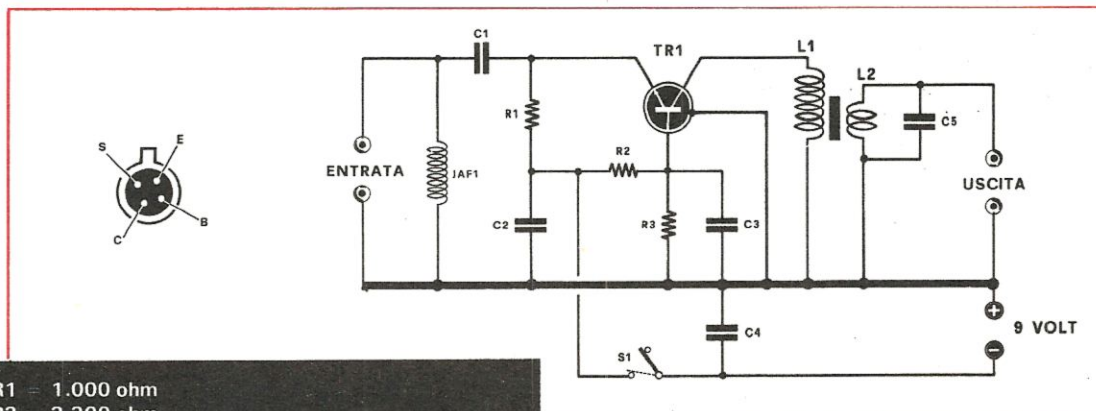 C1
TR1
L1
L2
R1
C5
S
E
ENTRATA
JAF1
R2
USCITA
C2
R3
C3
B
C
+
9 VOLT
C4
S1
-
R1 = 1.000 ohm